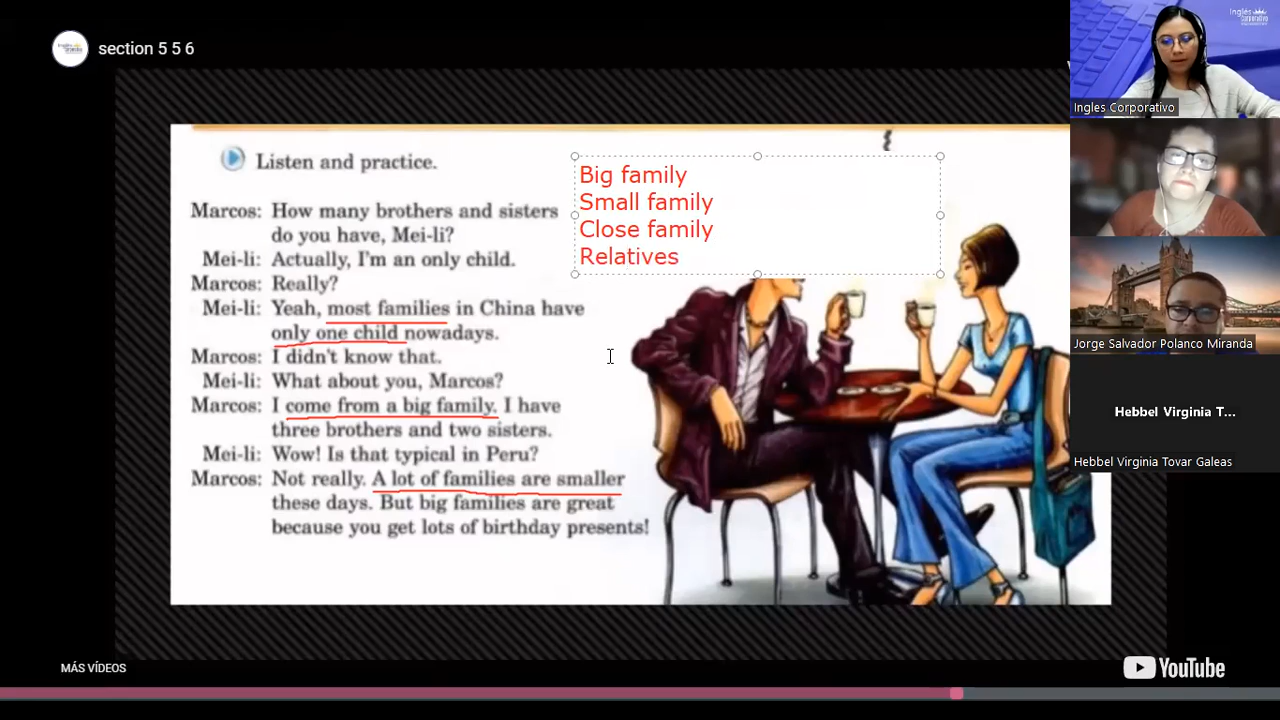 section 5 5 6
Listen and practice.
Marcos: How many brothers and sisters
do you have, Mei-li?
Mei-li: Actually, I'm an only child.
Marcos: Really?
Mei-li: Yeah, most families in China have
only one child nowadays.
Marcos: I didn't know that.
Mei-li: What about you, Marcos?
Marcos: I come from a big family. I have
three brothers and two sisters.
Mei-li: Wow! Is that typical in Peru?
Marcos: Not really. A lot of families are smaller
these days. But big families are great
because you get lots of birthday presents!
Big family
Small family
Close family
Relatives
Inglés
Corporativo
Ingles Corporativo
Jorge Salvador Polanco Miranda
Hebbel Virginia T...
Hebbel Virginia Tovar Galeas
MÁS VÍDEOS
YouTube